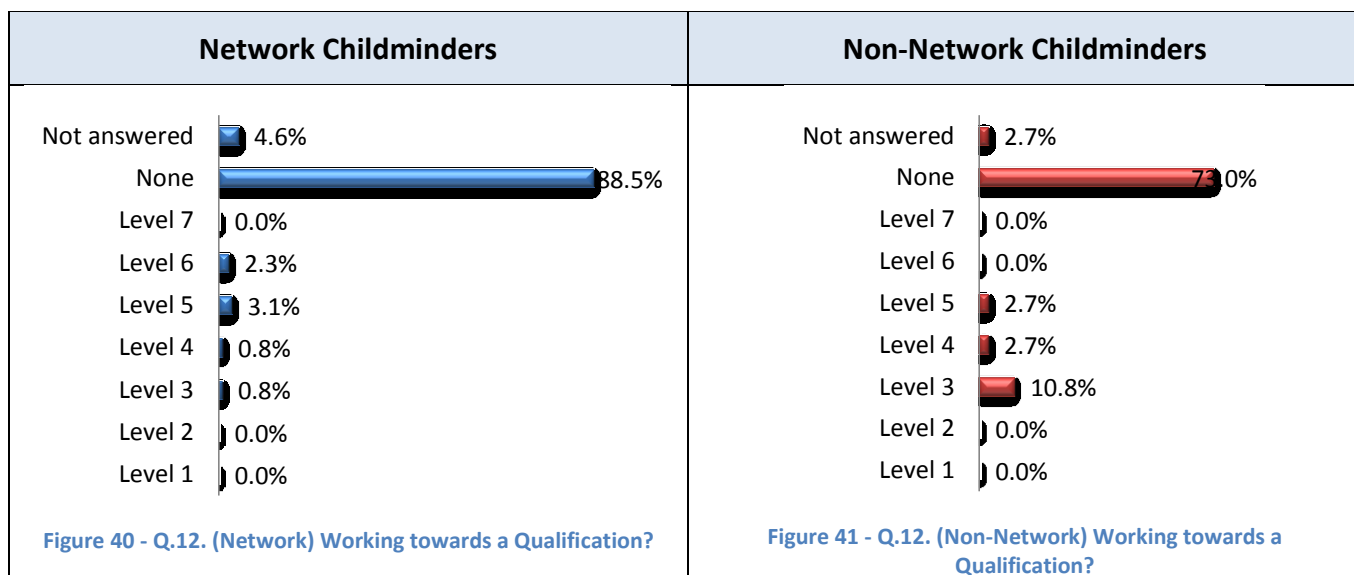 Network Childminders
Non-Network Childminders
Not answered 4.6%
None 88.5%
Level 7 0.0%
Level 6 2.3%
Level 5 3.1%
Level 4 0.8%
Level 3 0.8%
Level 2 0.0%
Level 1 0.0%
Figure 40 - Q.12. (Network) Working towards a Qualification?
Not answered 2.7%
None 73.0%
Level 7 0.0%
Level 6 0.0%
Level 5 2.7%
Level 4 2.7%
Level 3 10.8%
Level 2 0.0%
Level 1 0.0%
Figure 41 - Q.12. (Non-Network) Working towards a
Qualification?